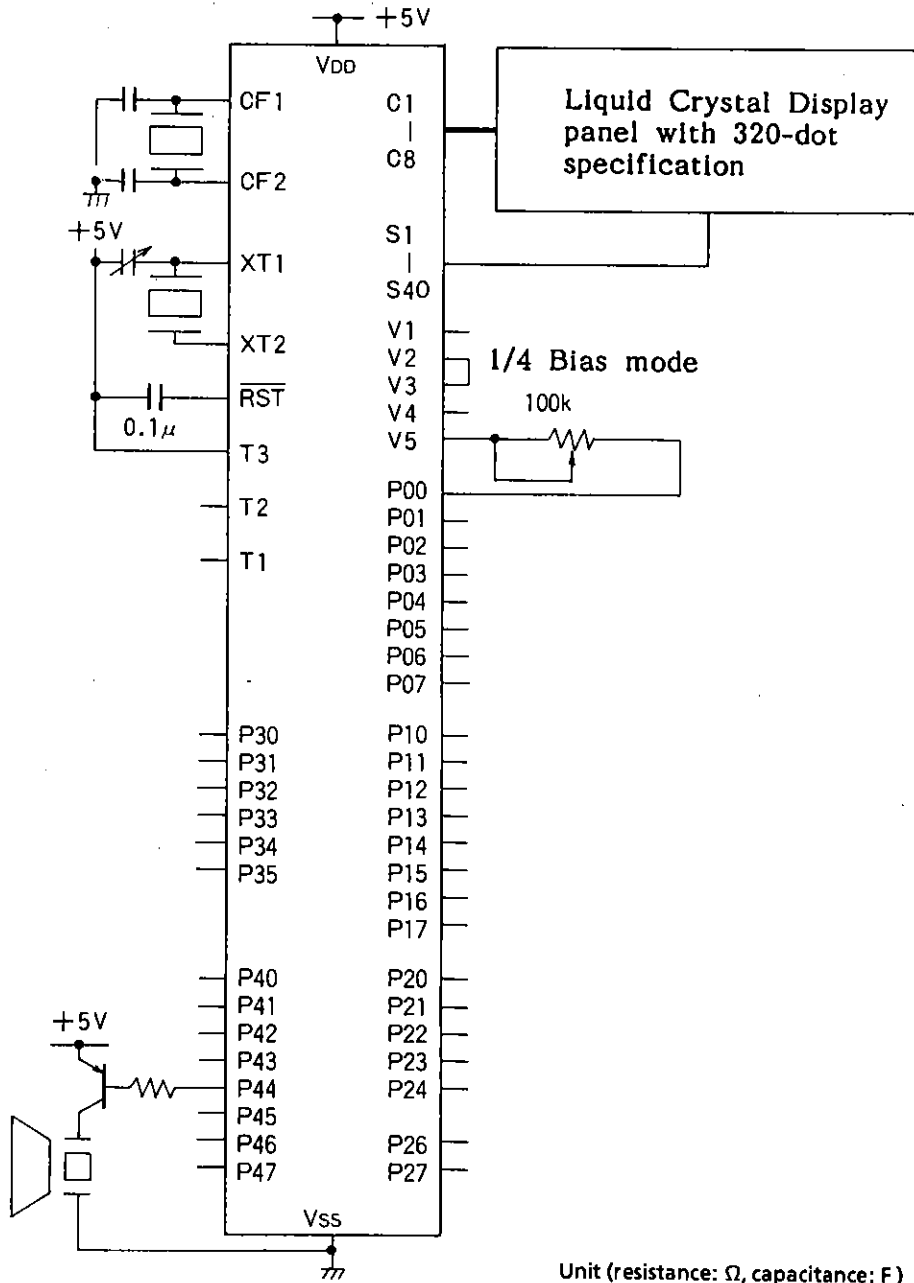 +5V
VDD
CF1
CF2
+5V
XT1
XT2
RST
0.1μ
T3
T2
T1
P30
P31
P32
P33
P34
P35
P40
P41
P42
+5V
P43
P44
P45
P46
P47
C1
|
C8
Liquid Crystal Display
panel with 320-dot
specification
S1
|
S40
V1
V2
V3
1/4 Bias mode
V4
100k
V5
P00
P01
P02
P03
P04
P05
P06
P07
P10
P11
P12
P13
P14
P15
P16
P17
P20
P21
P22
P23
P24
P26
P27
VSS
Unit (resistance: Ω, capacitance: F)